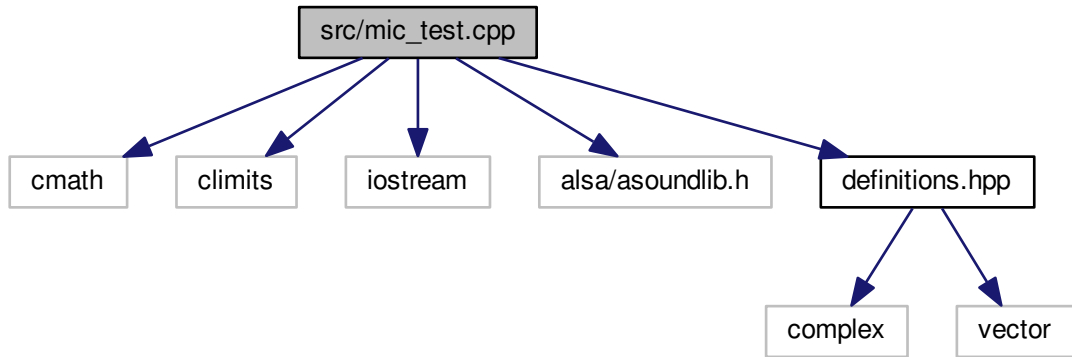 src/mic_test.cpp
cmath
climits
iostream
alsa/asoundlib.h
definitions.hpp
complex
vector